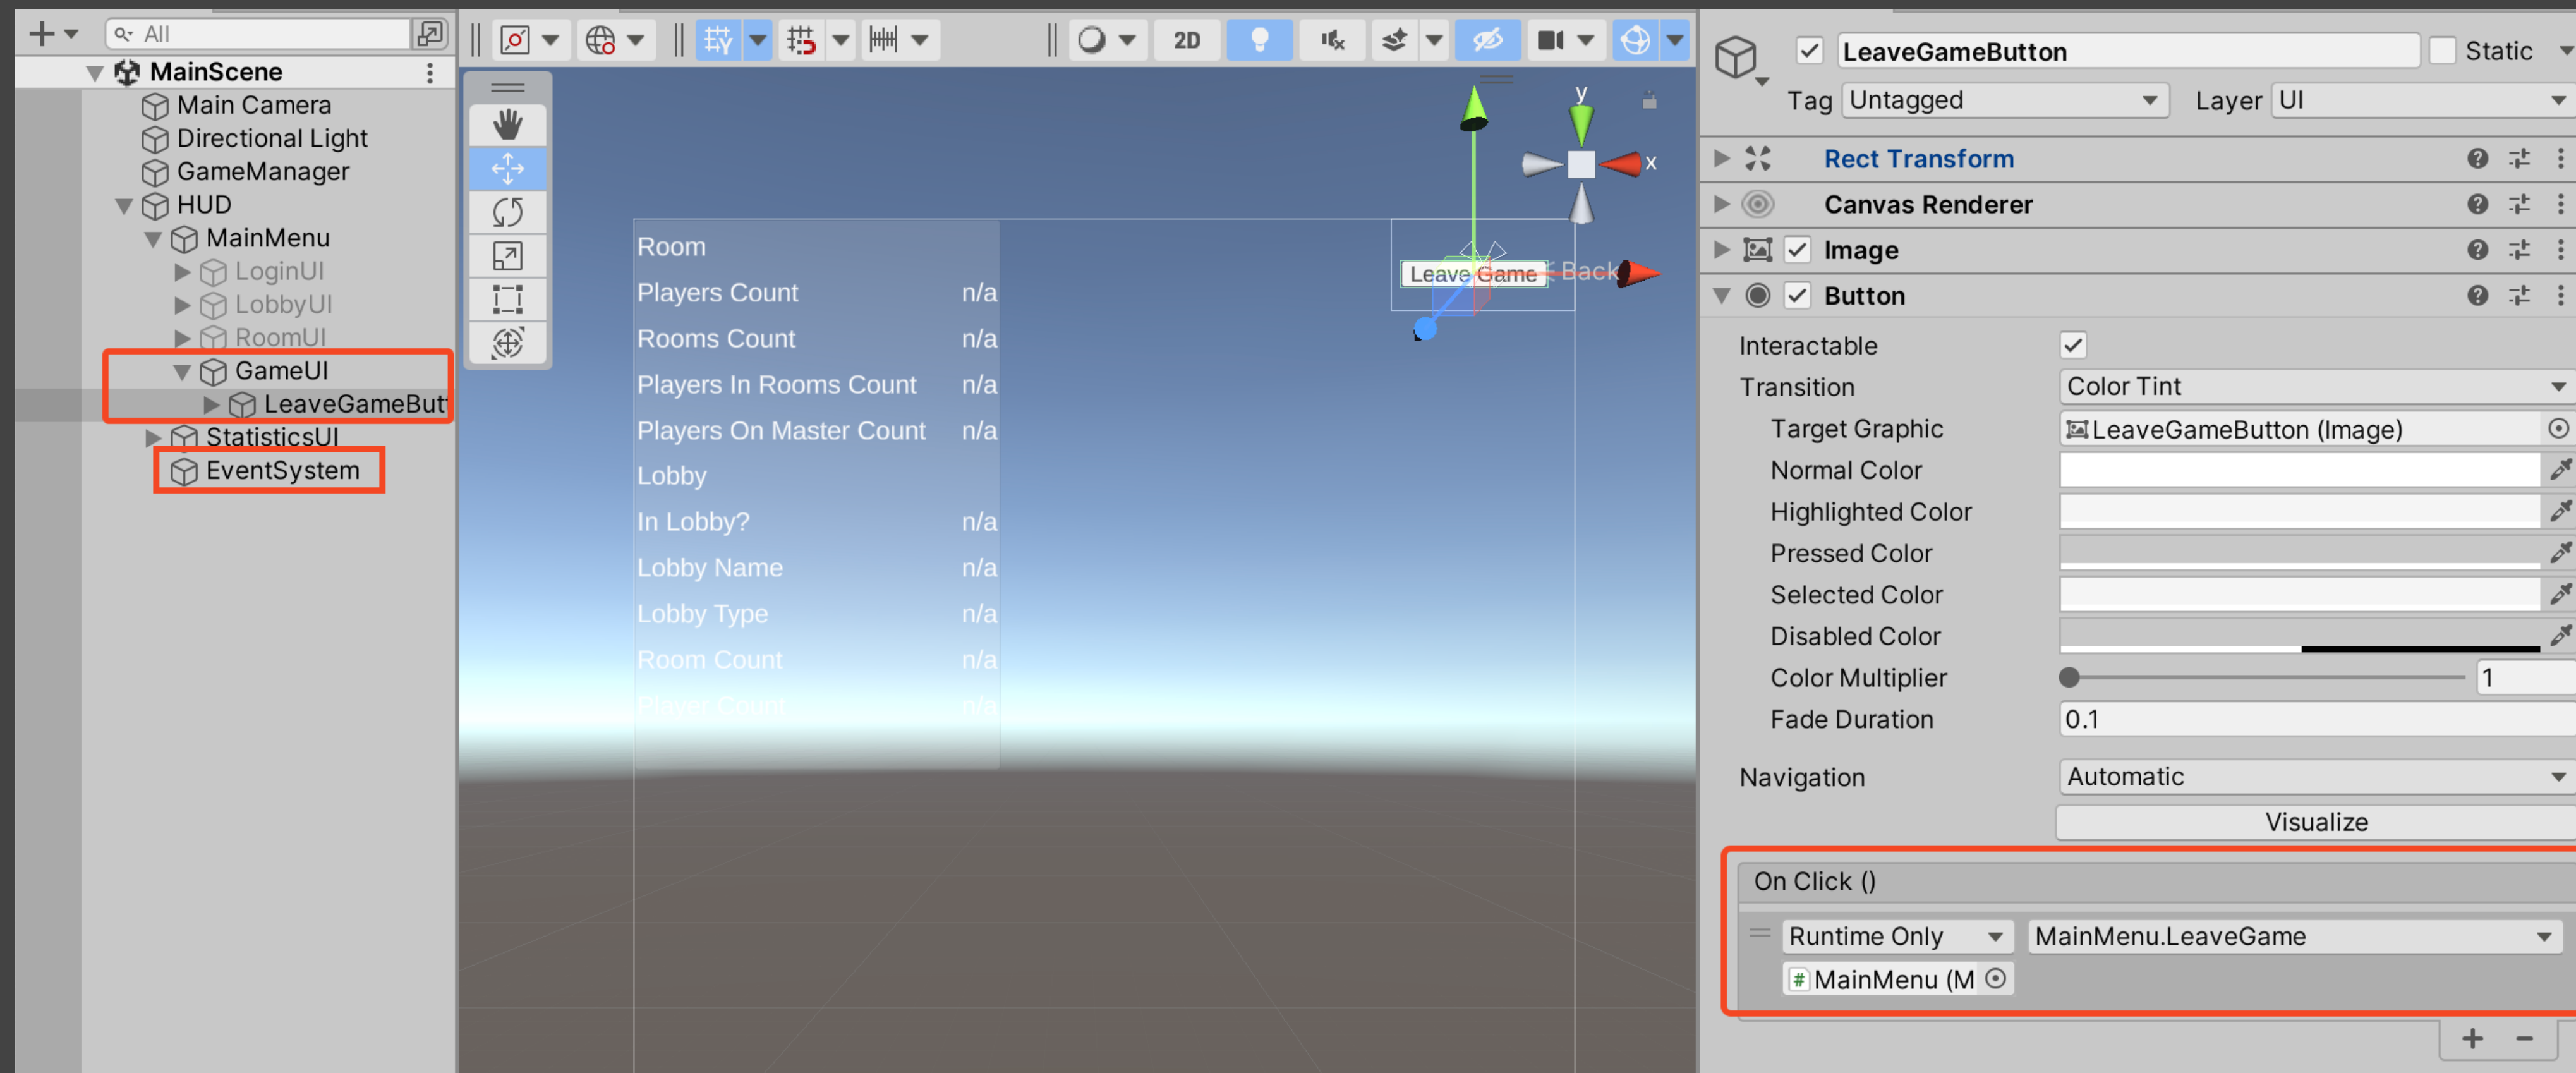 All
MainScene
Main Camera
Directional Light
GameManager
HUD
MainMenu
LoginUI
LobbyUI
RoomUI
GameUI
LeaveGameButt
StatisticsUI
EventSystem
2D
y
x
Room
Players Count n/a
Rooms Count n/a
Players In Rooms Count n/a
Players On Master Count n/a
Lobby
In Lobby? n/a
Lobby Name n/a
Lobby Type n/a
Room Count n/a
Player Count n/a
Leave Game
< Back
LeaveGameButton Static
Tag Untagged Layer UI
Rect Transform
Canvas Renderer
Image
Button
Interactable
Transition Color Tint
Target Graphic LeaveGameButton (Image)
Normal Color
Highlighted Color
Pressed Color
Selected Color
Disabled Color
Color Multiplier 1
Fade Duration 0.1
Navigation Automatic
Visualize
On Click ()
Runtime Only MainMenu.LeaveGame
# MainMenu (M
+ −